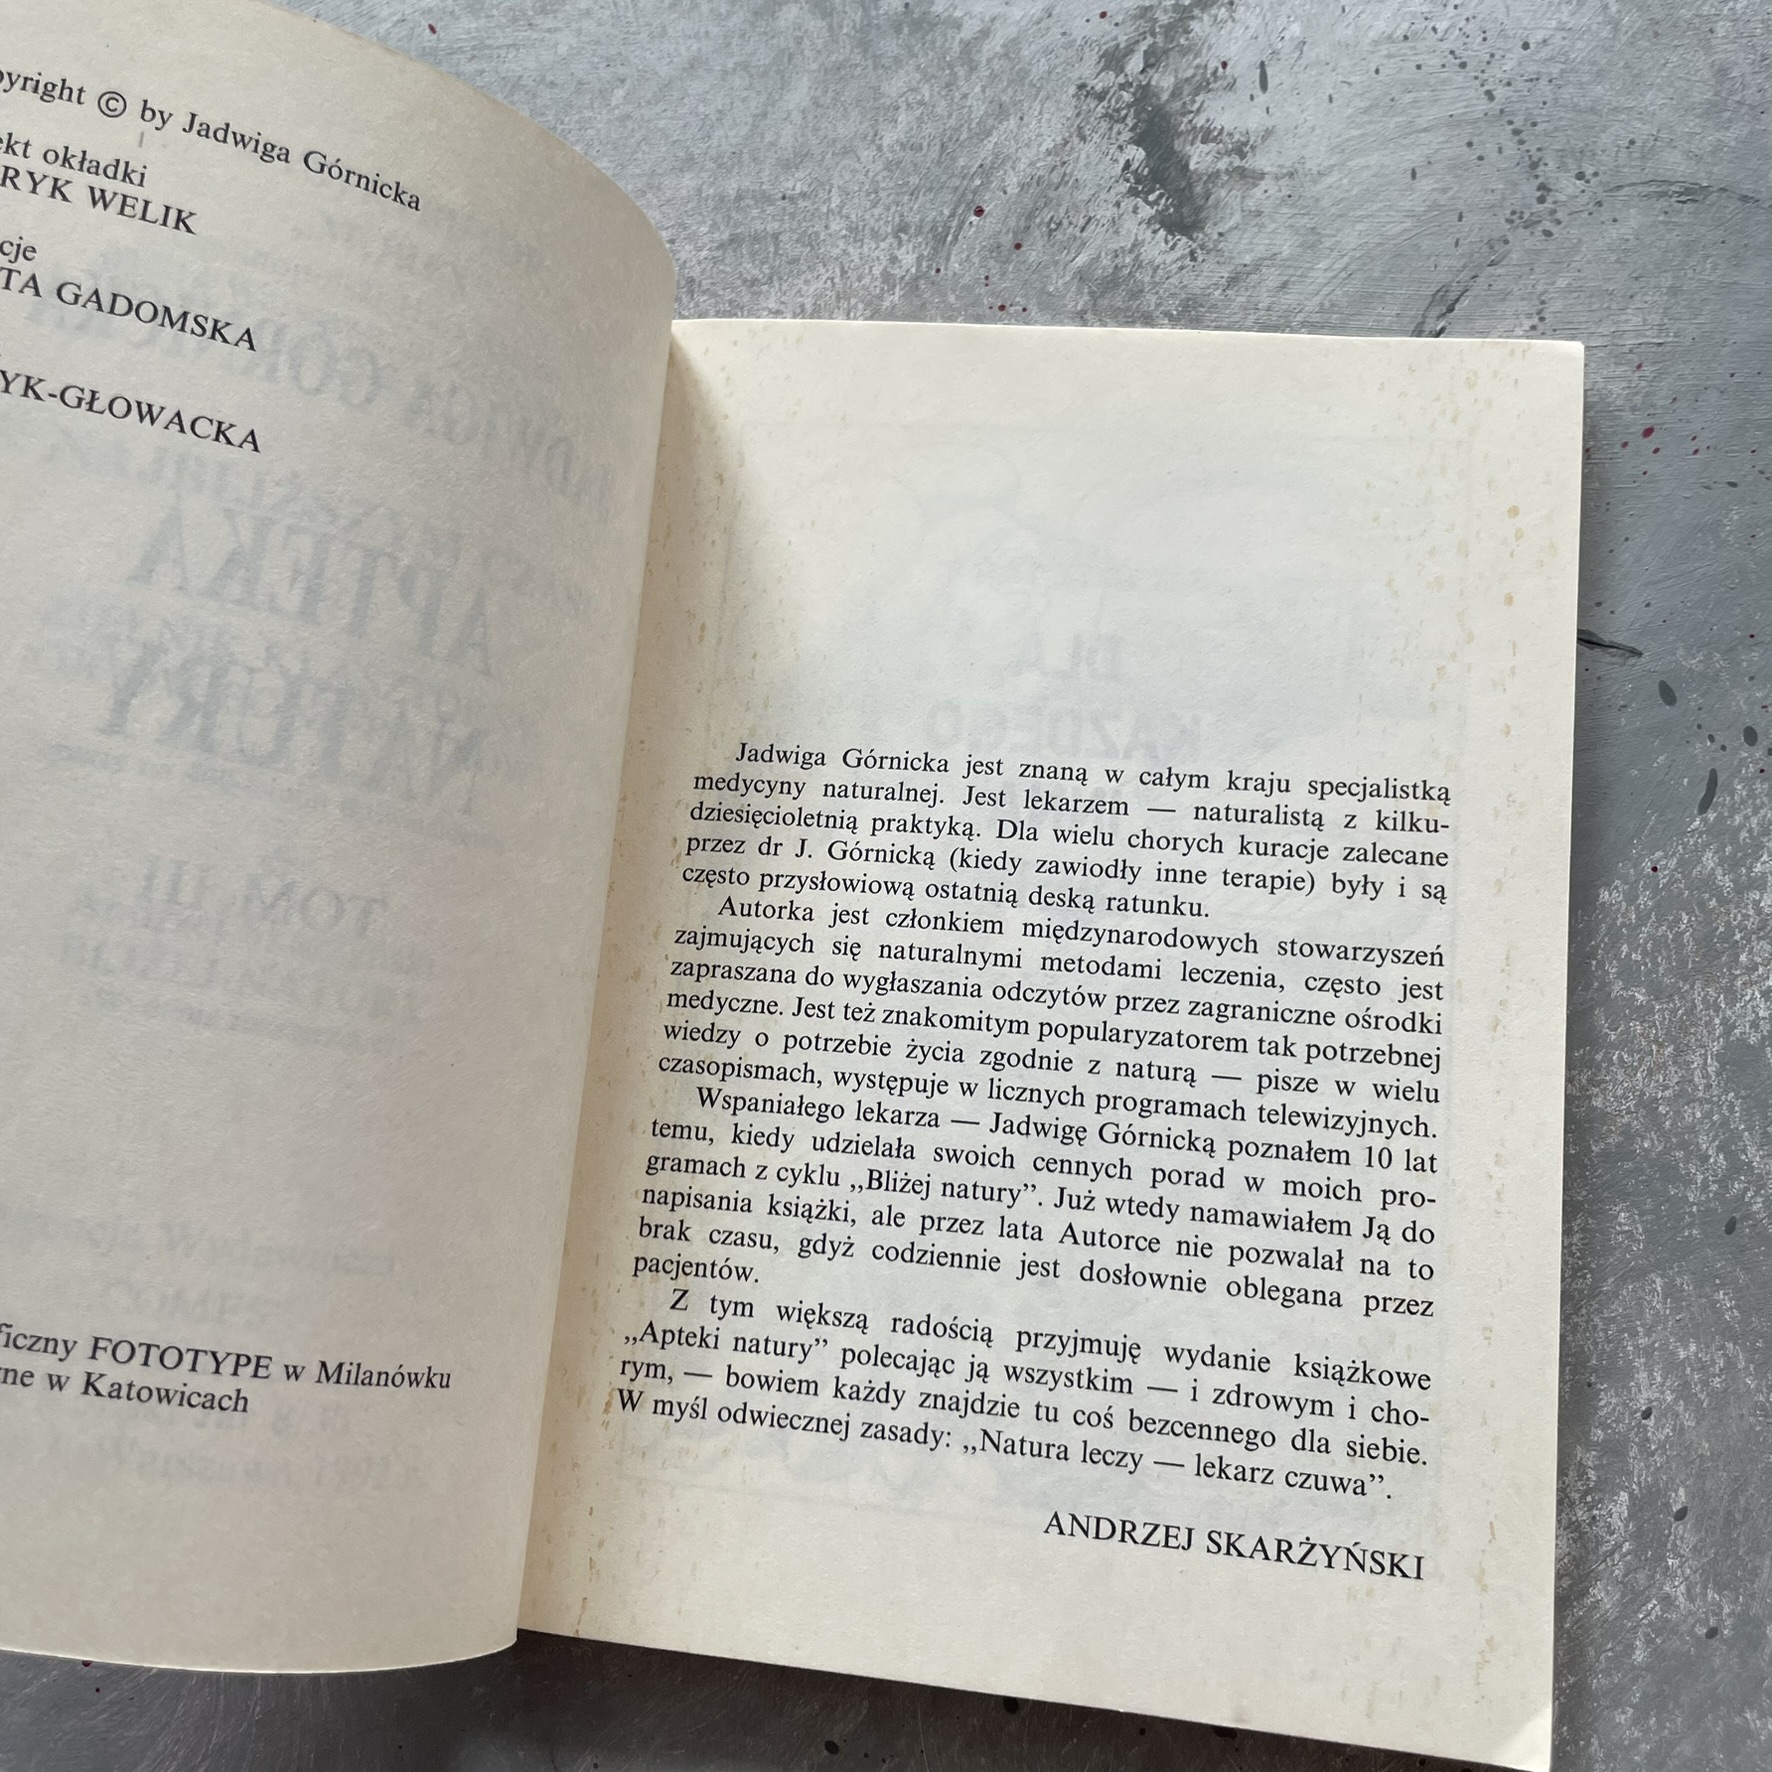 by Jadwiga Górnicka
okładki
WELIK
GADOMSKA
GŁOWACKA
FOTOTYPE w Milanówku
w Katowicach
Jadwiga Górnicka jest znaną w całym kraju specjalistką
medycyny naturalnej. Jest lekarzem — naturalistą z kilku-
dziesięcioletnią praktyką. Dla wielu chorych kuracje zalecane
przez dr J. Górnicką (kiedy zawiodły inne terapie) były i są
często przysłowiową ostatnią deską ratunku.
Autorka jest członkiem międzynarodowych stowarzyszeń
zajmujących się naturalnymi metodami leczenia, często jest
zapraszana do wygłaszania odczytów przez zagraniczne ośrodki
medyczne. Jest też znakomitym popularyzatorem tak potrzebnej
wiedzy o potrzebie życia zgodnie z naturą — pisze w wielu
czasopismach, występuje w licznych programach telewizyjnych.
Wspaniałego lekarza — Jadwigę Górnicką poznałem 10 lat
temu, kiedy udzielała swoich cennych porad w moich pro-
gramach z cyklu „Bliżej natury”. Już wtedy namawiałem Ją do
napisania książki, ale przez lata Autorce nie pozwalał na to
brak czasu, gdyż codziennie jest dosłownie oblegana przez
pacjentów.
Z tym większą radością przyjmuję wydanie książkowe
„Apteki natury” polecając ją wszystkim — i zdrowym i cho-
rym, — bowiem każdy znajdzie tu coś bezcennego dla siebie.
W myśl odwiecznej zasady: „Natura leczy — lekarz czuwa”.
ANDRZEJ SKARŻYŃSKI